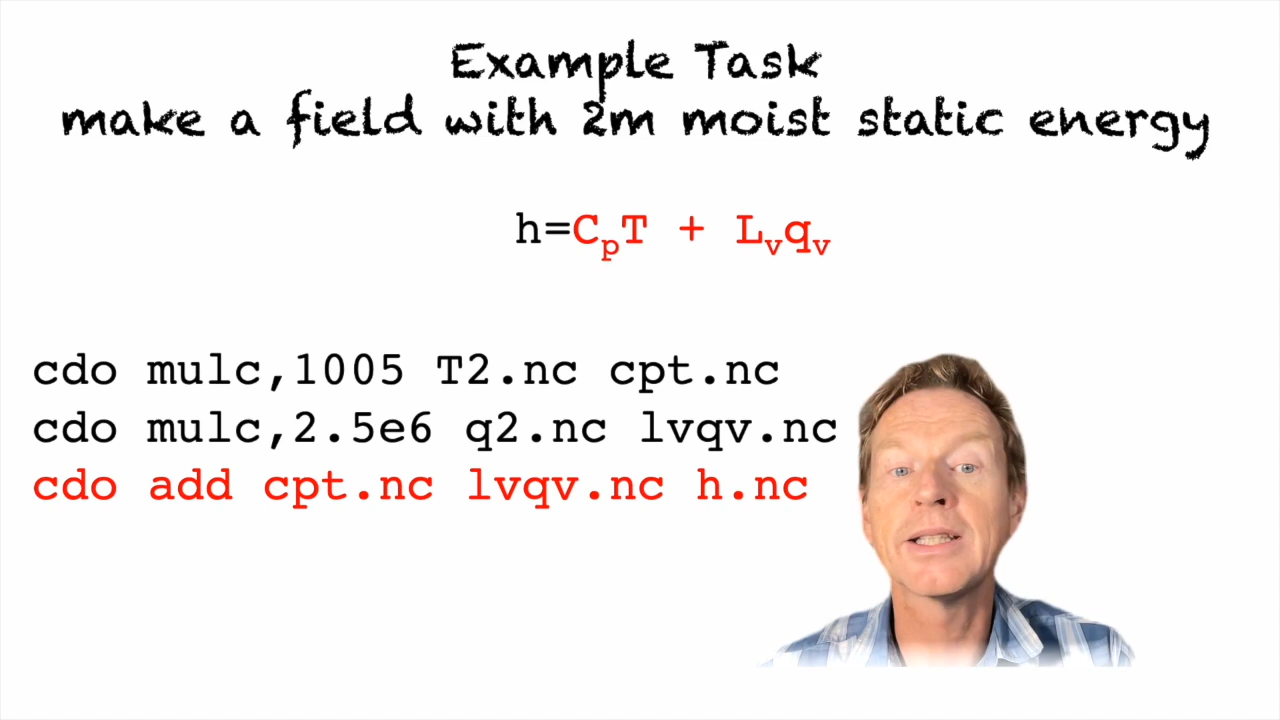 Example Task
make a field with 2m moist static energy
h=CpT + Lvqv
cdo mulc,1005 T2.nc cpt.nc
cdo mulc,2.5e6 q2.nc lvqv.nc
cdo add cpt.nc lvqv.nc h.nc